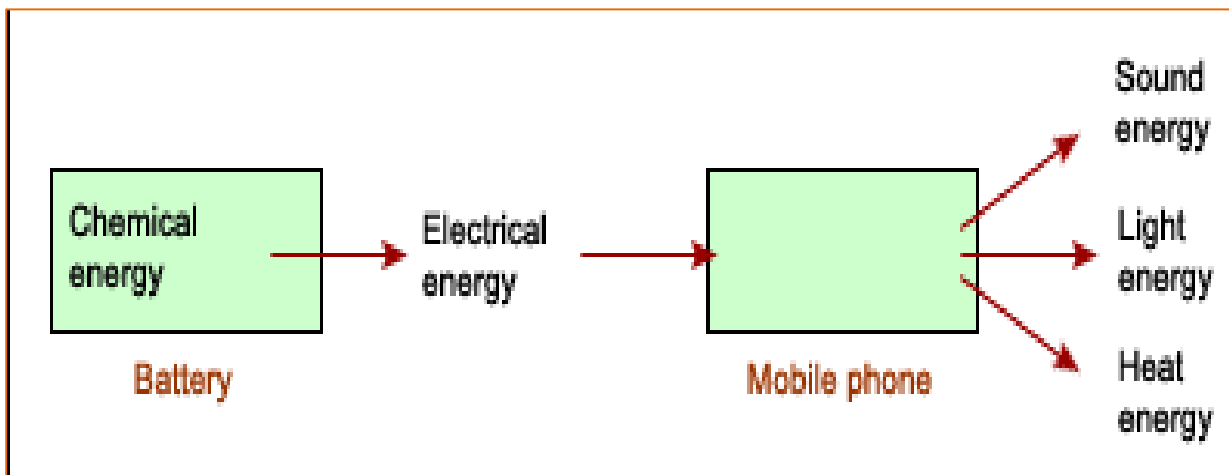 Sound
energy
Chemical
energy
Electrical
energy
Light
energy
Battery
Mobile phone
Heat
energy